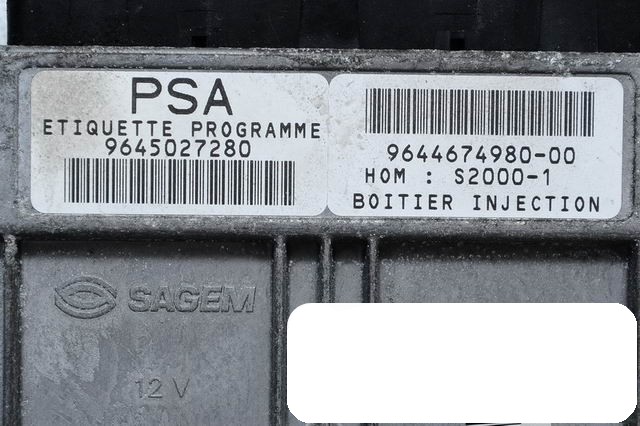 PSA
ETIQUETTE PROGRAMME
9645027280
9644674980-00
HOM : S2000-1
BOITIER INJECTION
SAGEM
12 V